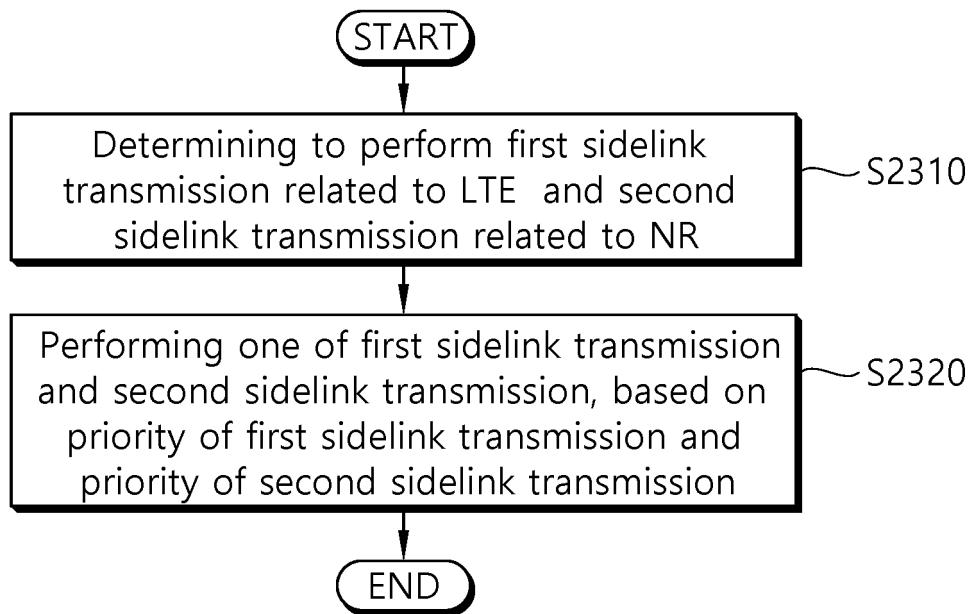 START
Determining to perform first sidelink
transmission related to LTE and second
sidelink transmission related to NR
S2310
Performing one of first sidelink transmission
and second sidelink transmission, based on
priority of first sidelink transmission and
priority of second sidelink transmission
S2320
END